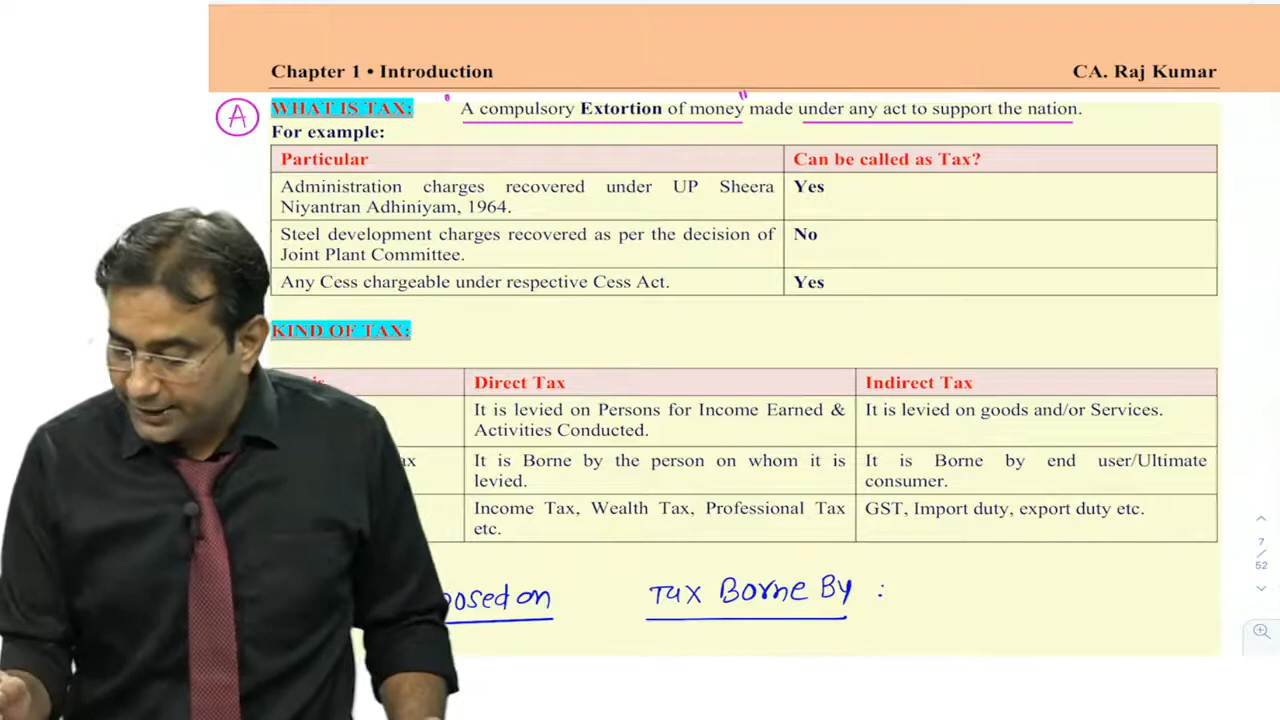 Chapter 1 • Introduction CA. Raj Kumar
A WHAT IS TAX: "A compulsory Extortion of money" made under any act to support the nation.
For example:
Particular Can be called as Tax?
Administration charges recovered under UP Sheera Yes
Niyantran Adhiniyam, 1964.
Steel development charges recovered as per the decision of No
Joint Plant Committee.
Any Cess chargeable under respective Cess Act. Yes
KIND OF TAX:
Direct Tax Indirect Tax
It is levied on Persons for Income Earned & It is levied on goods and/or Services.
Activities Conducted.
It is Borne by the person on whom it is It is Borne by end user/Ultimate
levied. consumer.
Income Tax, Wealth Tax, Professional Tax GST, Import duty, export duty etc.
etc.
on Tax Borne By :
7
/
52